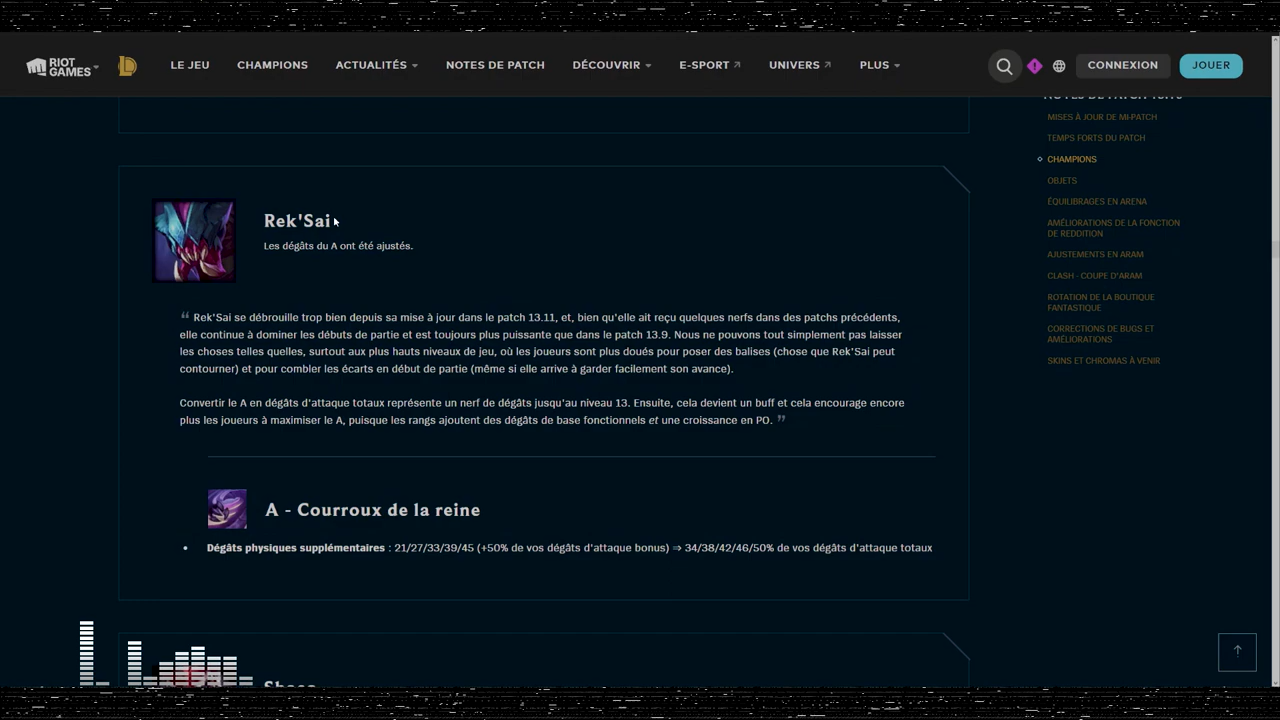 RIOT GAMES
LE JEU
CHAMPIONS
ACTUALITÉS
NOTES DE PATCH
DÉCOUVRIR
E-SPORT
UNIVERS
PLUS
CONNEXION
JOUER
MISES À JOUR DE MI-PATCH
TEMPS FORTS DU PATCH
CHAMPIONS
OBJETS
ÉQUILIBRAGES EN ARENA
AMÉLIORATIONS DE LA FONCTION
DE REDDITION
AJUSTEMENTS EN ARAM
CLASH - COUPE D'ARAM
ROTATION DE LA BOUTIQUE
FANTASTIQUE
CORRECTIONS DE BUGS ET
AMÉLIORATIONS
SKINS ET CHROMAS À VENIR
Rek'Sai
Les dégâts du A ont été ajustés.
“ Rek'Sai se débrouille trop bien depuis sa mise à jour dans le patch 13.11, et, bien qu'elle ait reçu quelques nerfs dans des patchs précédents,
elle continue à dominer les débuts de partie et est toujours plus puissante que dans le patch 13.9. Nous ne pouvons tout simplement pas laisser
les choses telles quelles, surtout aux plus hauts niveaux de jeu, où les joueurs sont plus doués pour poser des balises (chose que Rek'Sai peut
contourner) et pour combler les écarts en début de partie (même si elle arrive à garder facilement son avance).
Convertir le A en dégâts d'attaque totaux représente un nerf de dégâts jusqu'au niveau 13. Ensuite, cela devient un buff et cela encourage encore
plus les joueurs à maximiser le A, puisque les rangs ajoutent des dégâts de base fonctionnels et une croissance en PO. ”
A - Courroux de la reine
• Dégâts physiques supplémentaires : 21/27/33/39/45 (+50% de vos dégâts d'attaque bonus) ⇒ 34/38/42/46/50% de vos dégâts d'attaque totaux